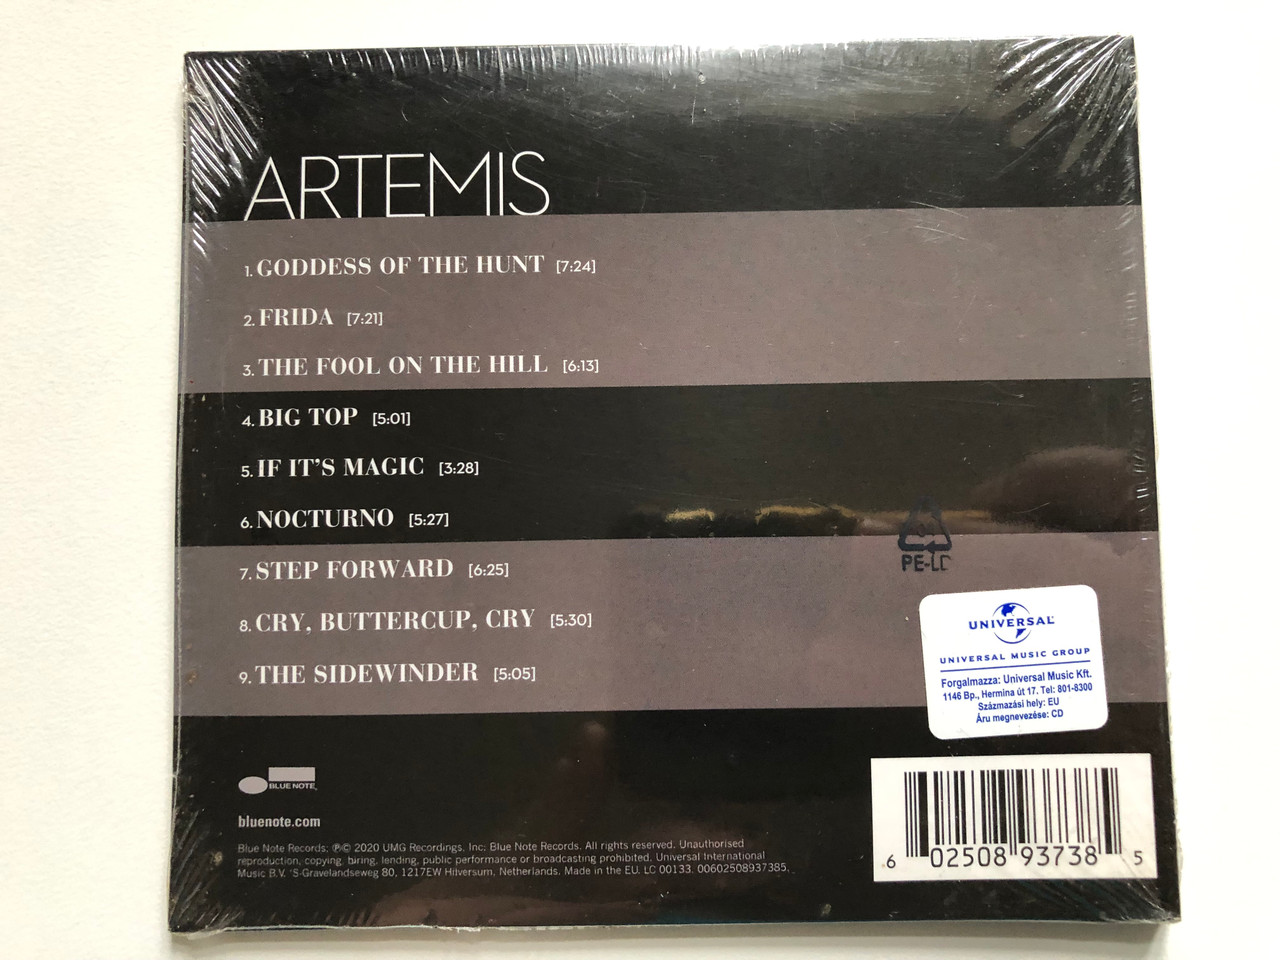 ARTEMIS
1. GODDESS OF THE HUNT [7:24]
2. FRIDA [7:21]
3. THE FOOL ON THE HILL [6:13]
4. BIG TOP [5:01]
5. IF IT'S MAGIC [3:28]
6. NOCTURNO [5:27]
7. STEP FORWARD [6:25]
8. CRY, BUTTERCUP, CRY [5:30]
9. THE SIDEWINDER [5:05]
PE-LD
UNIVERSAL
UNIVERSAL MUSIC GROUP
Forgalmazza: Universal Music Kft.
1146 Bp., Hermina út 17. Tel: 801-8300
Származási hely: EU
Áru megnevezése: CD
BLUE NOTE
bluenote.com
Blue Note Records; ℗© 2020 UMG Recordings, Inc; Blue Note Records. All rights reserved. Unauthorised
reproduction, copying, hiring, lending, public performance or broadcasting prohibited. Universal International
Music B.V. 'S-Gravelandseweg 80, 1217EW Hilversum, Netherlands. Made in the EU. LC 00133. 00602508937385.
6 02508 93738 5